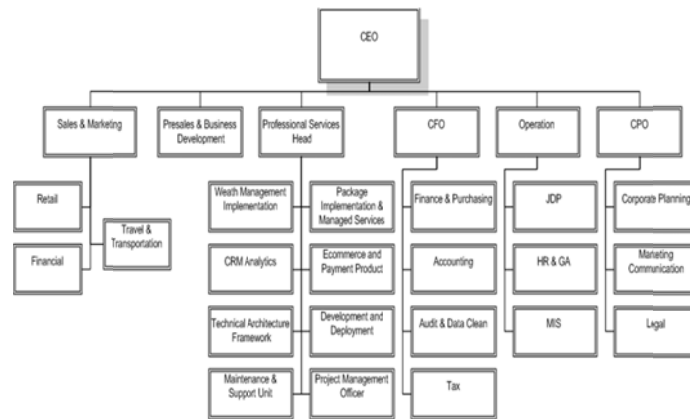 CEO
Sales & Marketing
Presales & Business
Development
Professional Services
Head
CFO
Operation
CPO
Retail
Travel &
Transportation
Financial
Weath Management
Implementation
Package
Implementation &
Managed Services
CRM Analytics
Ecommerce and
Payment Product
Technical Architecture
Framework
Development and
Deployment
Maintenance &
Support Unit
Project Management
Officer
Finance & Purchasing
Accounting
Audit & Data Clean
Tax
JDP
HR & GA
MIS
Corporate Planning
Marketing
Communication
Legal